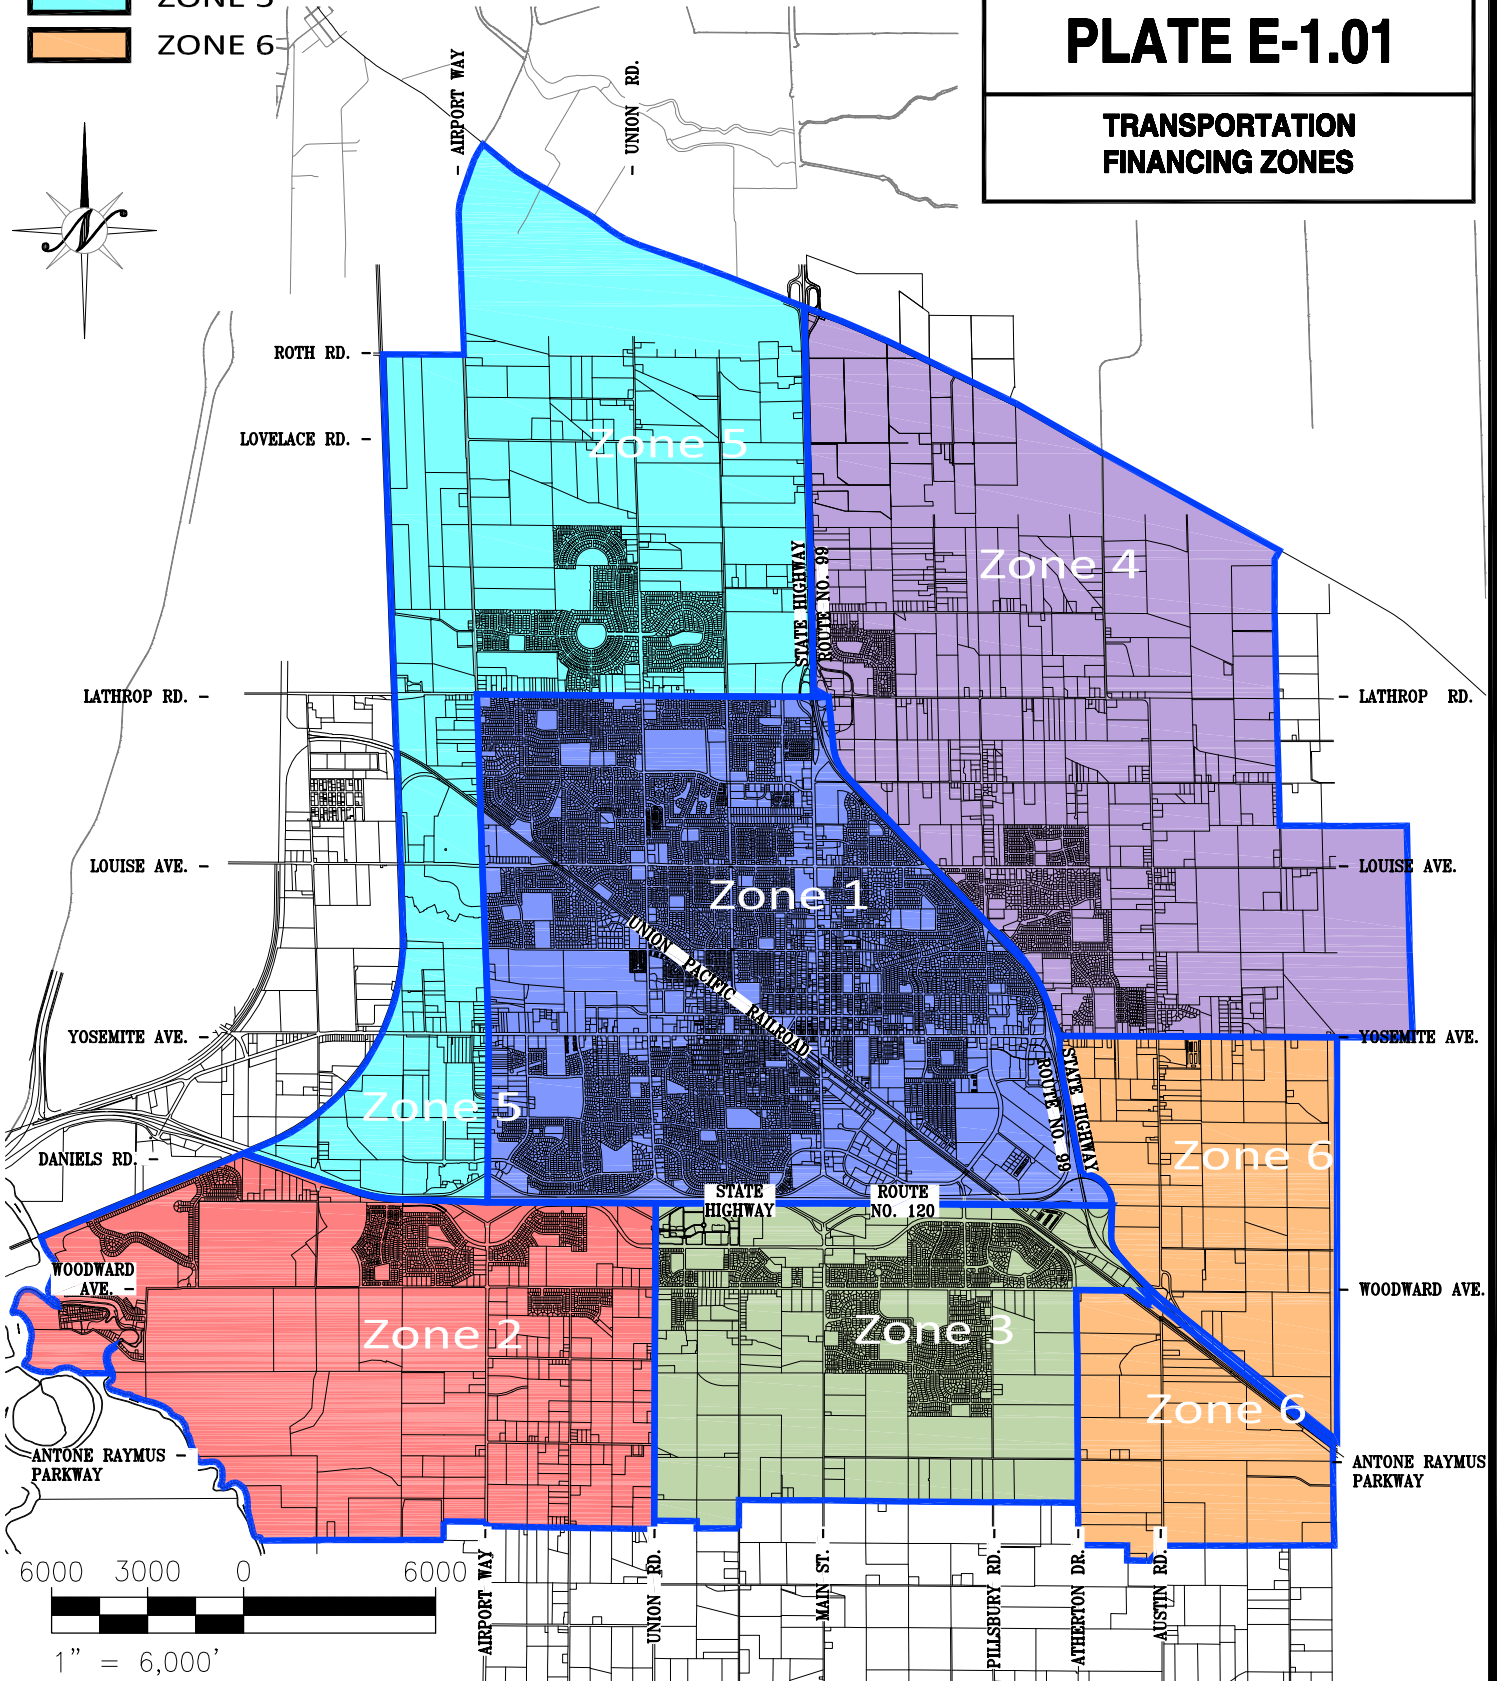 ZONE 5
ZONE 6
PLATE E-1.01
TRANSPORTATION
FINANCING ZONES
- AIRPORT WAY
- UNION RD.
N
ROTH RD. -
LOVELACE RD. -
Zone 5
Zone 4
STATE HIGHWAY
ROUTE NO. 99
LATHROP RD. -
- LATHROP RD.
LOUISE AVE. -
- LOUISE AVE.
Zone 1
UNION PACIFIC RAILROAD
YOSEMITE AVE. -
- YOSEMITE AVE.
STATE HIGHWAY
ROUTE NO. 99
Zone 5
Zone 6
DANIELS RD. -
STATE
HIGHWAY
ROUTE
NO. 120
WOODWARD
AVE. -
- WOODWARD AVE.
Zone 2
Zone 3
Zone 6
ANTONE RAYMUS -
PARKWAY
- ANTONE RAYMUS
PARKWAY
AIRPORT WAY -
UNION RD. -
MAIN ST. -
PILLSBURY RD. -
ATHERTON DR. -
AUSTIN RD. -
6000 3000 0 6000
1" = 6,000'